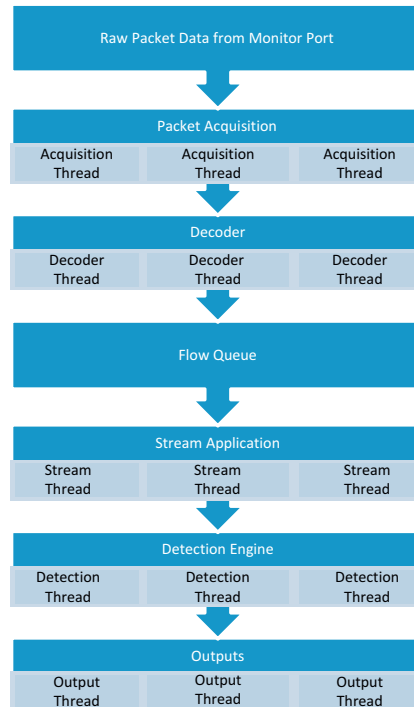 Raw Packet Data from Monitor Port
Packet Acquisition
Acquisition Acquisition Acquisition
Thread Thread Thread
Decoder
Decoder Decoder Decoder
Thread Thread Thread
Flow Queue
Stream Application
Stream Stream Stream
Thread Thread Thread
Detection Engine
Detection Detection Detection
Thread Thread Thread
Outputs
Output Output Output
Thread Thread Thread